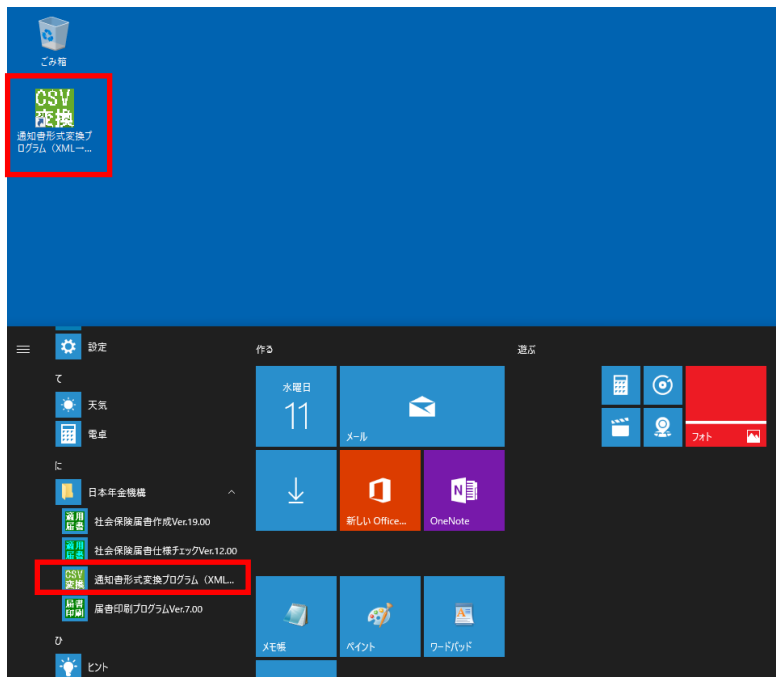 ごみ箱
CSV
変換
通知書形式変換プ
ログラム（XML→...
設定
て
天気
電卓
に
日本年金機構
適用
届書
社会保険届書作成Ver.19.00
適用
届書
社会保険届書仕様チェックVer.12.00
CSV
変換
通知書形式変換プログラム（XML...
届書
印刷
届書印刷プログラムVer.7.00
ひ
ヒント
作る
水曜日
11
メール
新しい Office...
N
OneNote
メモ帳
ペイント
ワードパッド
遊ぶ
フォト